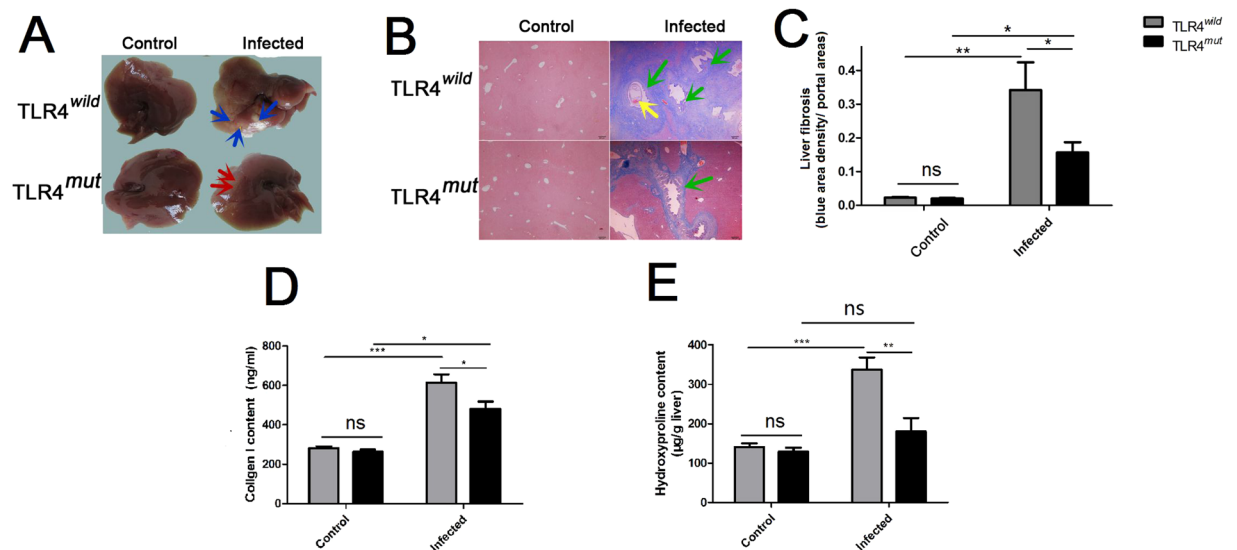 A
Control
Infected
TLR4wild
TLR4mut
B
Control
Infected
TLR4wild
TLR4mut
C
TLR4wild
TLR4mut
*
**
*
ns
Liver fibrosis
(blue area density/ portal areas)
0.4
0.3
0.2
0.1
0.0
Control
Infected
D
*
***
*
ns
Collgen I content (ng/ml)
800
600
400
200
0
Control
Infected
E
ns
***
**
ns
Hydroxyproline content
(µg/g liver)
400
300
200
100
0
Control
Infected